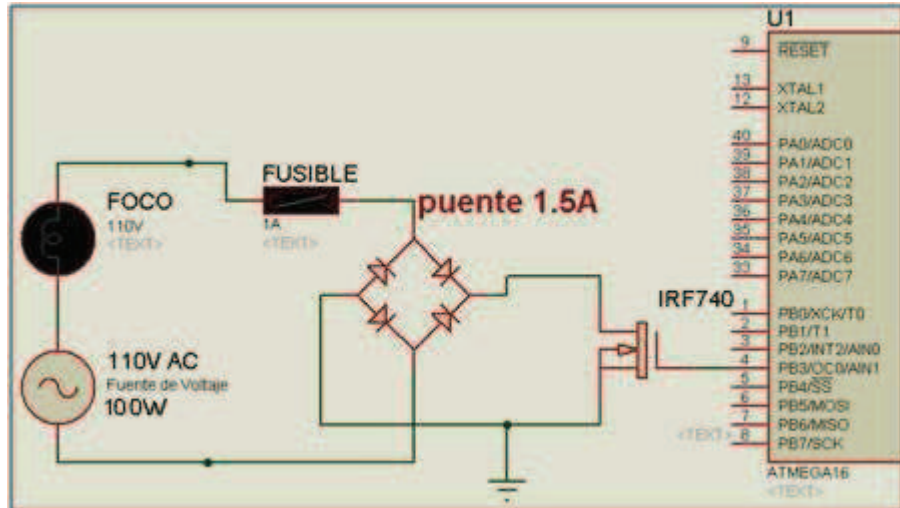 U1
9 RESET
13 XTAL1
12 XTAL2
40 PA0/ADC0
39 PA1/ADC1
38 PA2/ADC2
37 PA3/ADC3
36 PA4/ADC4
35 PA5/ADC5
34 PA6/ADC6
33 PA7/ADC7
1 PB0/XCK/T0
2 PB1/T1
3 PB2/INT2/AIN0
4 PB3/OC0/AIN1
5 PB4/SS
6 PB5/MOSI
7 PB6/MISO
8 PB7/SCK
ATMEGA16
<TEXT>
FUSIBLE
1A
<TEXT>
puente 1.5A
FOCO
110V
<TEXT>
IRF740
<TEXT>
110V AC
Fuente de Voltaje
100W